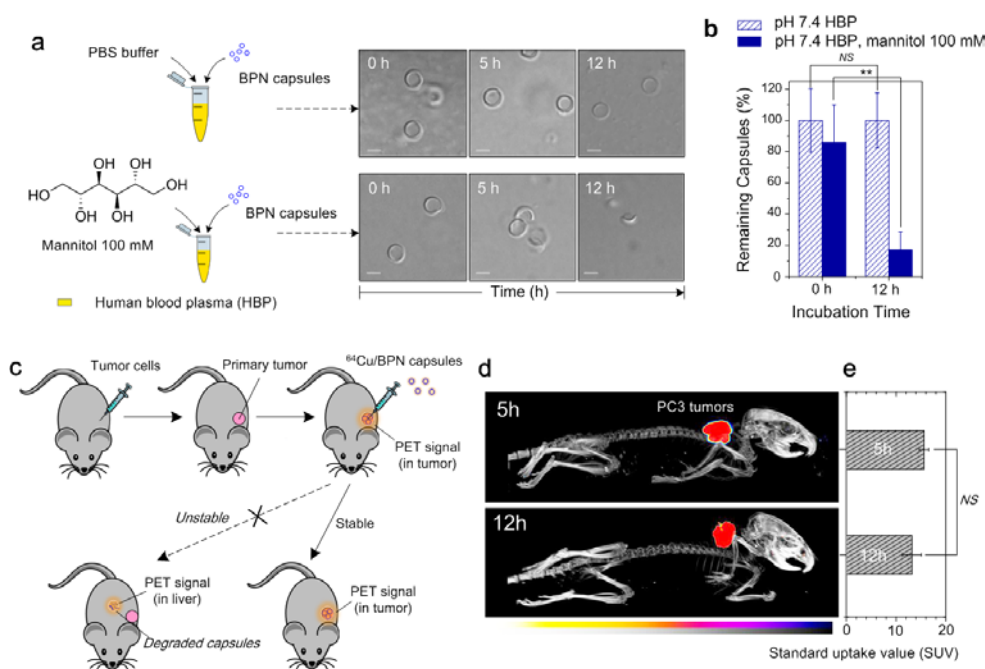 a
PBS buffer
BPN capsules
0 h
5 h
12 h
OH
OH
HO
OH
OH
OH
Mannitol 100 mM
BPN capsules
0 h
5 h
12 h
Human blood plasma (HBP)
Time (h)
b
pH 7.4 HBP
pH 7.4 HBP, mannitol 100 mM
NS
**
120
100
80
60
40
20
0
Remaining Capsules (%)
0 h
12 h
Incubation Time
c
Tumor cells
Primary tumor
64Cu/BPN capsules
PET signal
(in tumor)
Unstable
Stable
PET signal
(in liver)
Degraded capsules
PET signal
(in tumor)
d
5h
PC3 tumors
12h
e
5h
NS
12h
0
10
20
Standard uptake value (SUV)